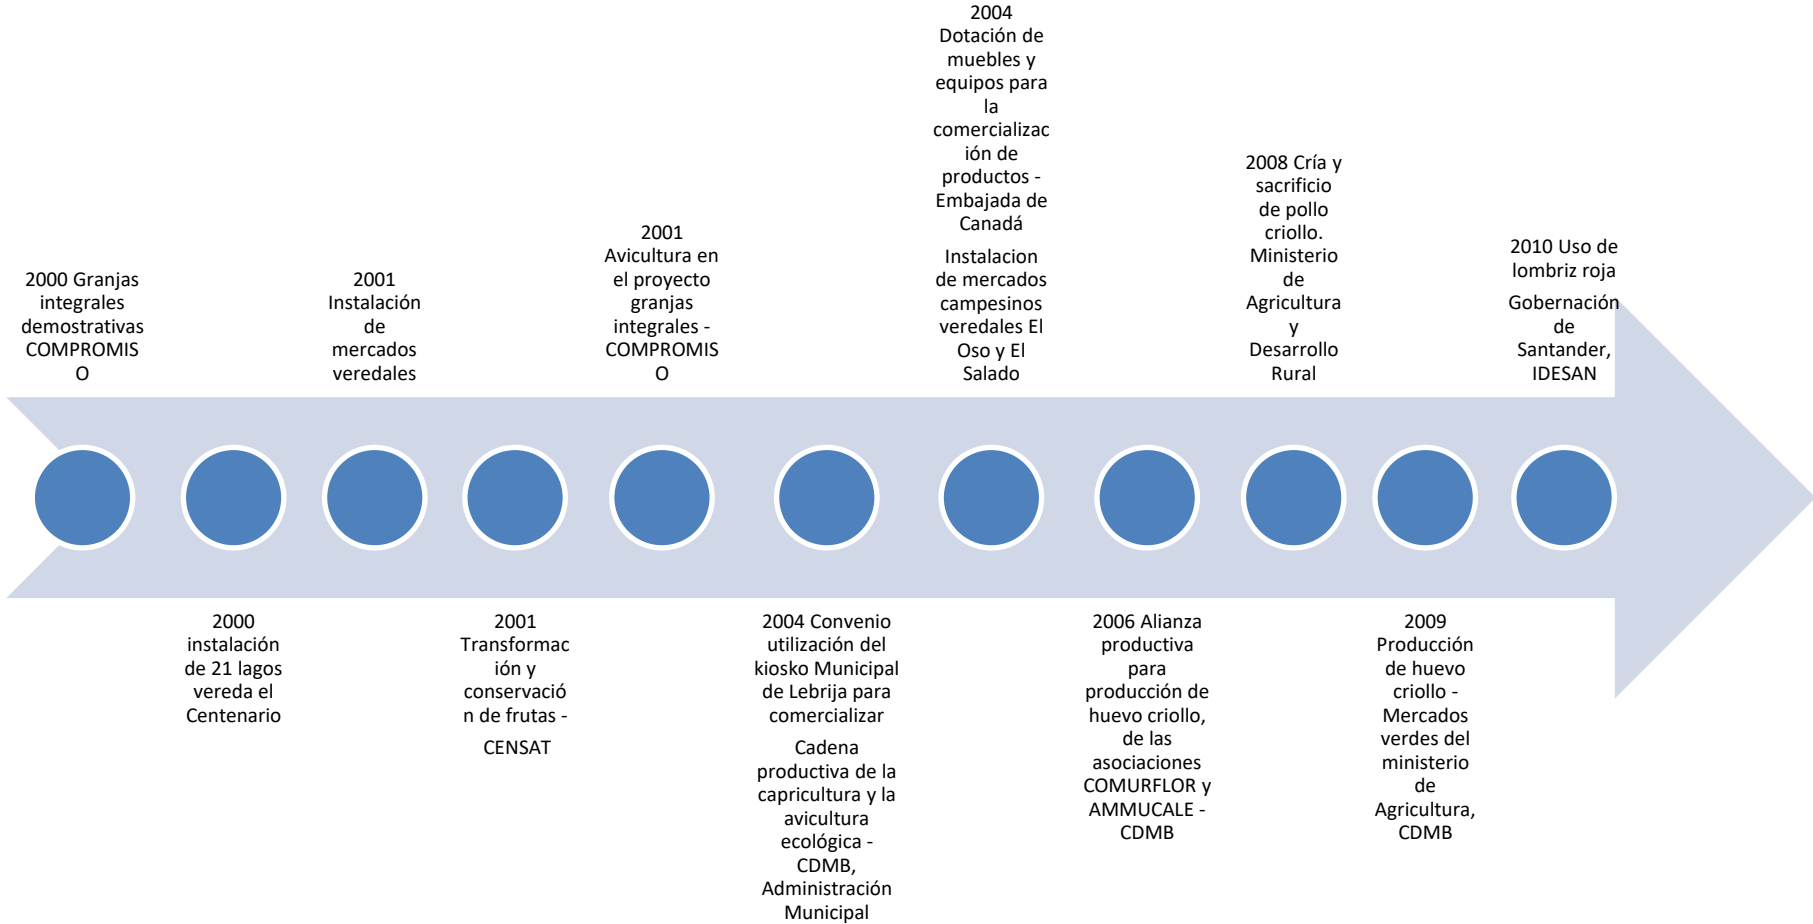 2000 Granjas
integrales
demostrativas
COMPROMIS
O
2000
instalación
de 21 lagos
vereda el
Centenario
2001
Instalación
de
mercados
veredales
2001
Transformac
ión y
conservació
n de frutas -
CENSAT
2001
Avicultura en
el proyecto
granjas
integrales -
COMPROMIS
O
2004 Convenio
utilización del
kiosko Municipal
de Lebrija para
comercializar
Cadena
productiva de la
capricultura y la
avicultura
ecológica -
CDMB,
Administración
Municipal
2004
Dotación de
muebles y
equipos para
la
comercializac
ión de
productos -
Embajada de
Canadá
Instalacion
de mercados
campesinos
veredales El
Oso y El
Salado
2006 Alianza
productiva
para
producción de
huevo criollo,
de las
asociaciones
COMURFLOR y
AMMUCALE -
CDMB
2008 Cría y
sacrificio
de pollo
criollo.
Ministerio
de
Agricultura
y
Desarrollo
Rural
2009
Producción
de huevo
criollo -
Mercados
verdes del
ministerio
de
Agricultura,
CDMB
2010 Uso de
lombriz roja
Gobernación
de
Santander,
IDESAN